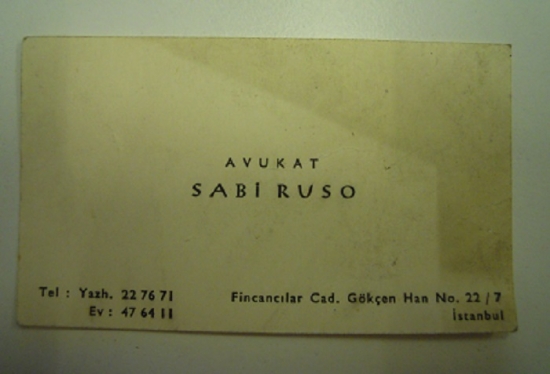 AVUKAT
SABİ RUSO
Tel : Yazh. 22 76 71
Ev : 47 64 11
Fincancılar Cad. Gökçen Han No. 22 / 7
İstanbul